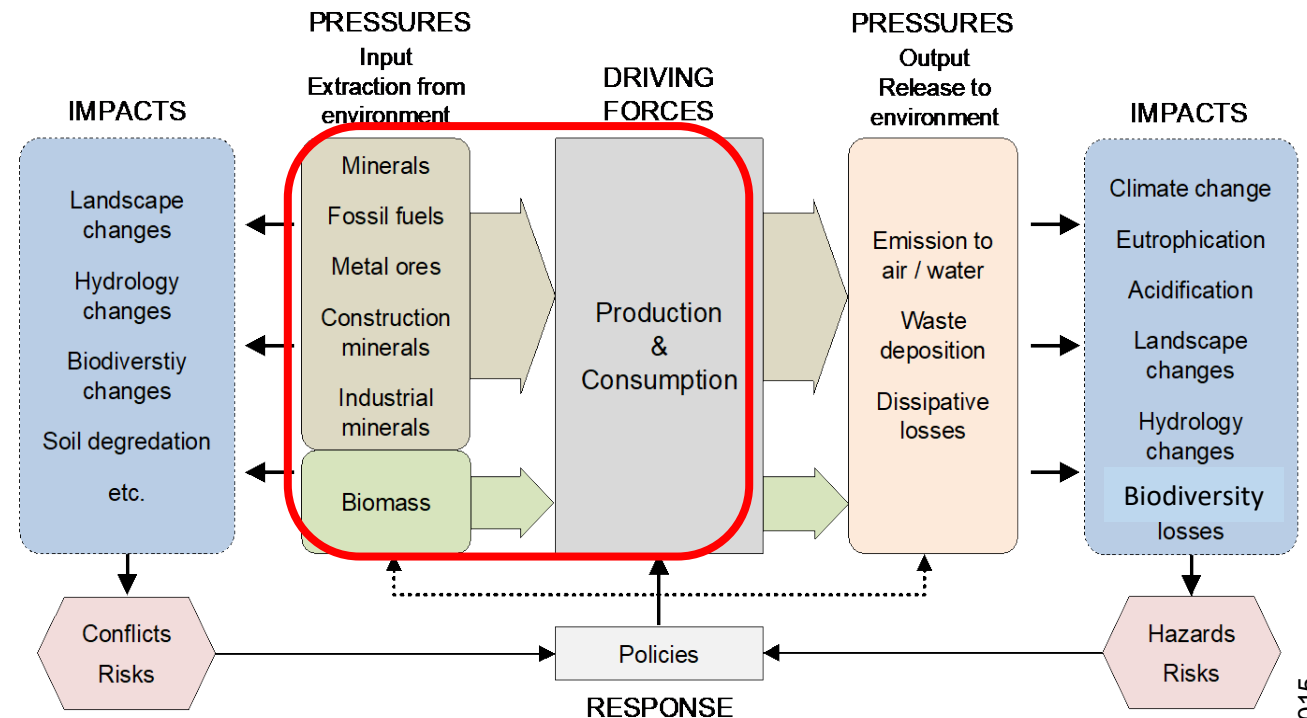 PRESSURES
Input
Extraction from
environment
DRIVING
FORCES
PRESSURES
Output
Release to
environment
IMPACTS
IMPACTS
Landscape
changes
Hydrology
changes
Biodiverstiy
changes
Soil degredation
etc.
Minerals
Fossil fuels
Metal ores
Construction
minerals
Industrial
minerals
Biomass
Production
&
Consumption
Emission to
air / water
Waste
deposition
Dissipative
losses
Climate change
Eutrophication
Acidification
Landscape
changes
Hydrology
changes
Biodiversity
losses
Conflicts
Risks
Policies
RESPONSE
Hazards
Risks